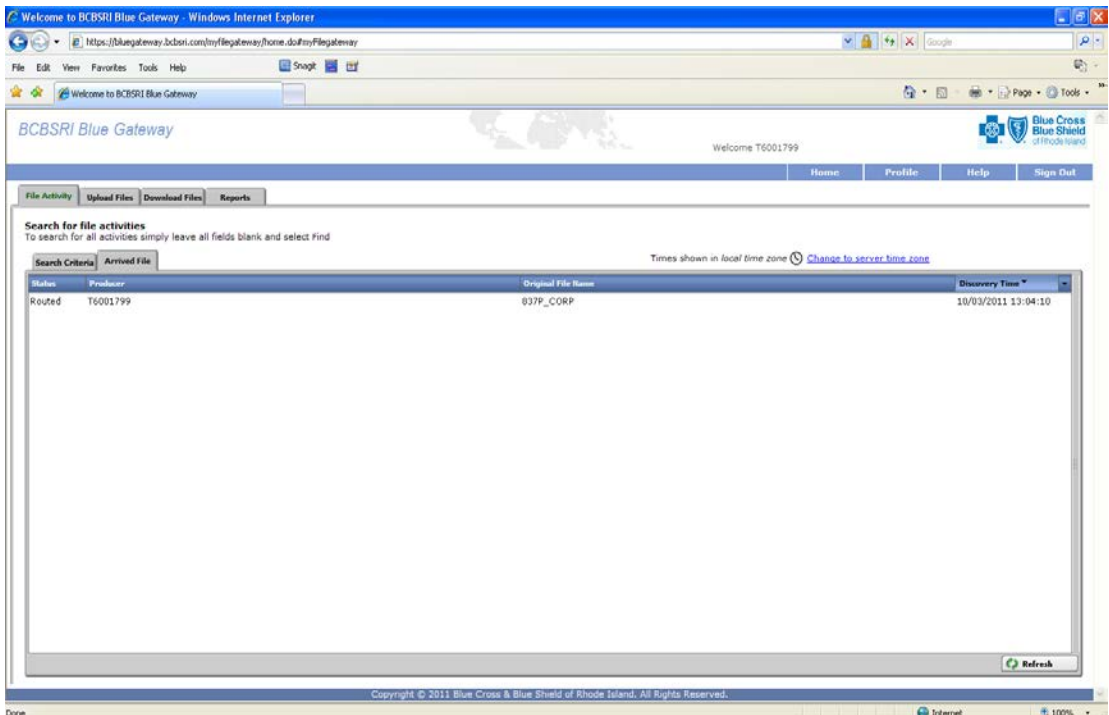 Welcome to BCBSRI Blue Gateway - Windows Internet Explorer
https://bluegateway.bcbsri.com/myfilegateway/home.do#myFilegateway
Google
File Edit View Favorites Tools Help
SnagIt
Welcome to BCBSRI Blue Gateway
Page Tools
BCBSRI Blue Gateway
Welcome T6001799
Blue Cross
Blue Shield
of Rhode Island
Home Profile Help Sign Out
File Activity Upload Files Download Files Reports
Search for file activities
To search for all activities simply leave all fields blank and select Find
Search Criteria Arrived File
Times shown in local time zone Change to server time zone
Status Producer Original File Name Discovery Time
Routed T6001799 837P_CORP 10/03/2011 13:04:10
Refresh
Copyright © 2011 Blue Cross & Blue Shield of Rhode Island. All Rights Reserved.
Done Internet 100%